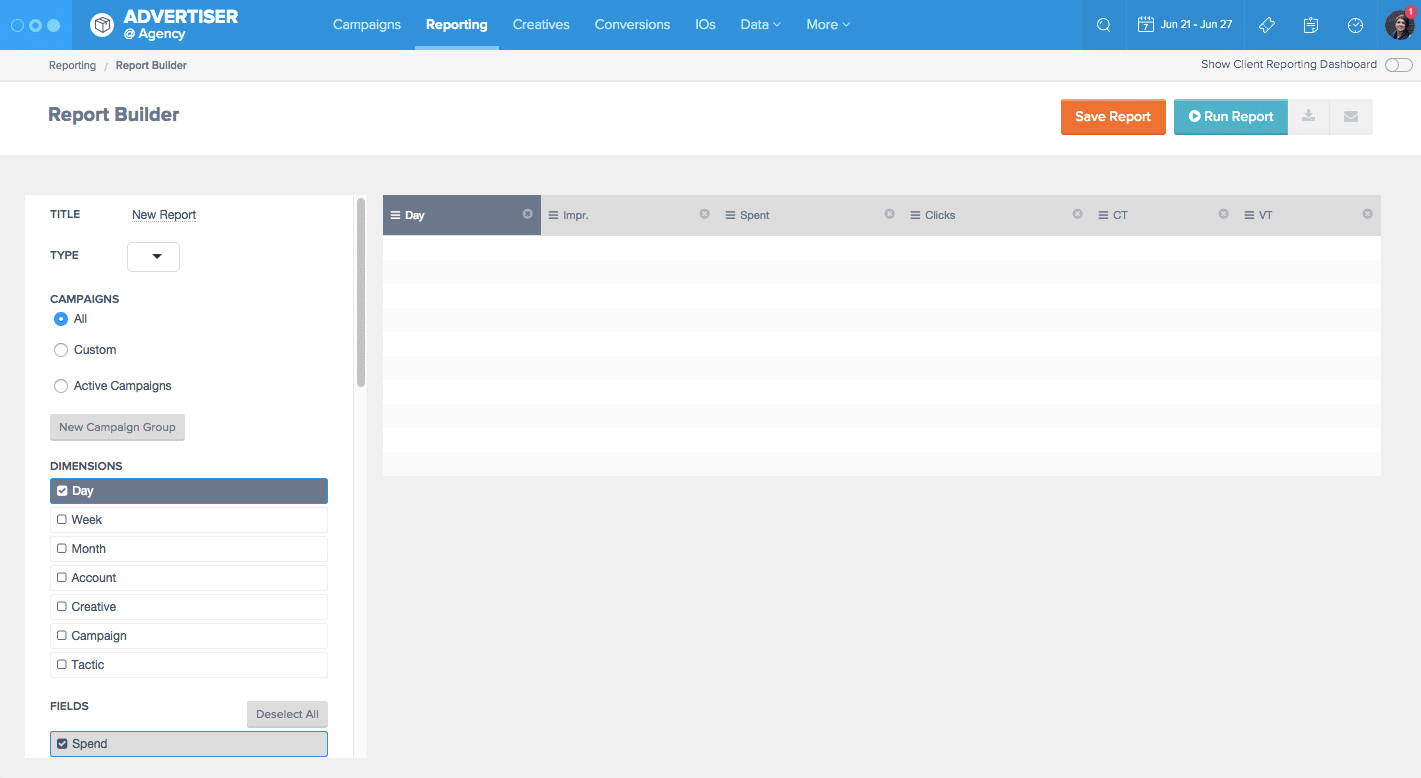 ADVERTISER
@ Agency
Campaigns
Reporting
Creatives
Conversions
IOs
Data
More
7
Jun 21 - Jun 27
1
Reporting / Report Builder
Show Client Reporting Dashboard
Report Builder
Save Report
Run Report
TITLE
New Report
TYPE
CAMPAIGNS
All
Custom
Active Campaigns
New Campaign Group
DIMENSIONS
Day
Week
Month
Account
Creative
Campaign
Tactic
FIELDS
Deselect All
Spend
Day
Impr.
Spent
Clicks
CT
VT